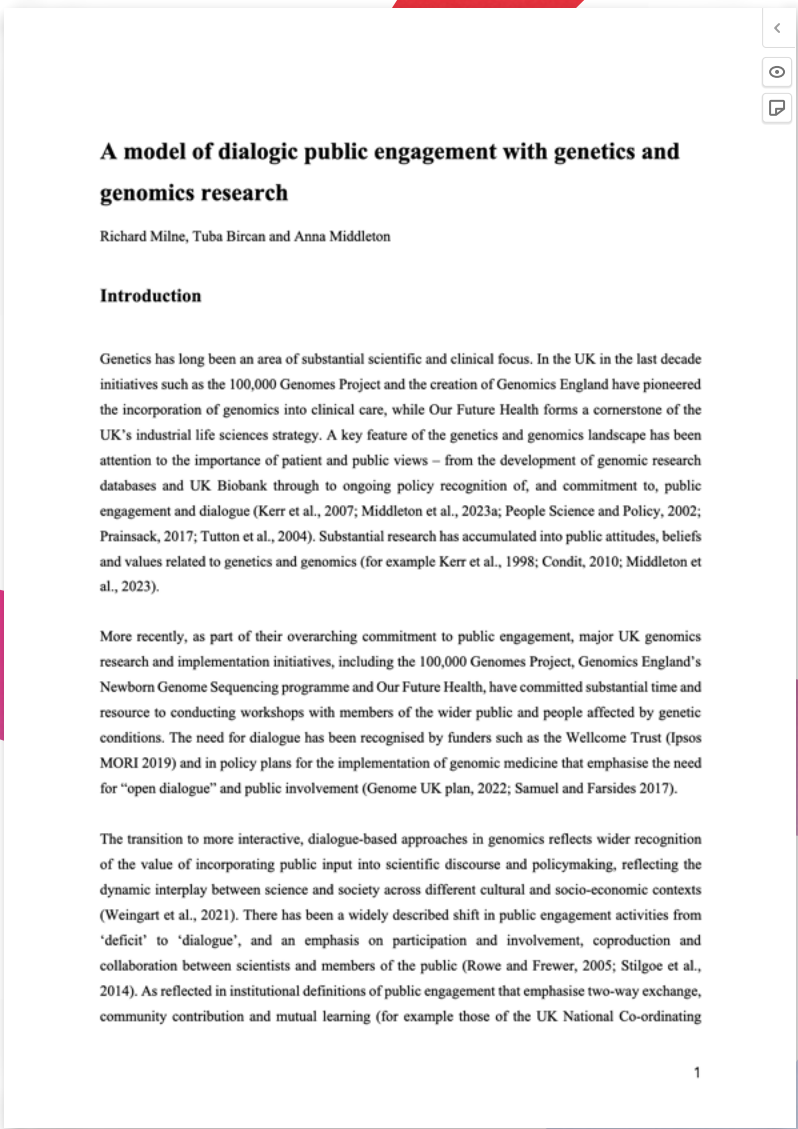 A model of dialogic public engagement with genetics and
genomics research
Richard Milne, Tuba Bircan and Anna Middleton
Introduction
Genetics has long been an area of substantial scientific and clinical focus. In the UK in the last decade
initiatives such as the 100,000 Genomes Project and the creation of Genomics England have pioneered
the incorporation of genomics into clinical care, while Our Future Health forms a cornerstone of the
UK’s industrial life sciences strategy. A key feature of the genetics and genomics landscape has been
attention to the importance of patient and public views – from the development of genomic research
databases and UK Biobank through to ongoing policy recognition of, and commitment to, public
engagement and dialogue (Kerr et al., 2007; Middleton et al., 2023a; People Science and Policy, 2002;
Prainsack, 2017; Tutton et al., 2004). Substantial research has accumulated into public attitudes, beliefs
and values related to genetics and genomics (for example Kerr et al., 1998; Condit, 2010; Middleton et
al., 2023).
More recently, as part of their overarching commitment to public engagement, major UK genomics
research and implementation initiatives, including the 100,000 Genomes Project, Genomics England’s
Newborn Genome Sequencing programme and Our Future Health, have committed substantial time and
resource to conducting workshops with members of the wider public and people affected by genetic
conditions. The need for dialogue has been recognised by funders such as the Wellcome Trust (Ipsos
MORI 2019) and in policy plans for the implementation of genomic medicine that emphasise the need
for “open dialogue” and public involvement (Genome UK plan, 2022; Samuel and Farsides 2017).
The transition to more interactive, dialogue-based approaches in genomics reflects wider recognition
of the value of incorporating public input into scientific discourse and policymaking, reflecting the
dynamic interplay between science and society across different cultural and socio-economic contexts
(Weingart et al., 2021). There has been a widely described shift in public engagement activities from
‘deficit’ to ‘dialogue’, and an emphasis on participation and involvement, coproduction and
collaboration between scientists and members of the public (Rowe and Frewer, 2005; Stilgoe et al.,
2014). As reflected in institutional definitions of public engagement that emphasise two-way exchange,
community contribution and mutual learning (for example those of the UK National Co-ordinating
1